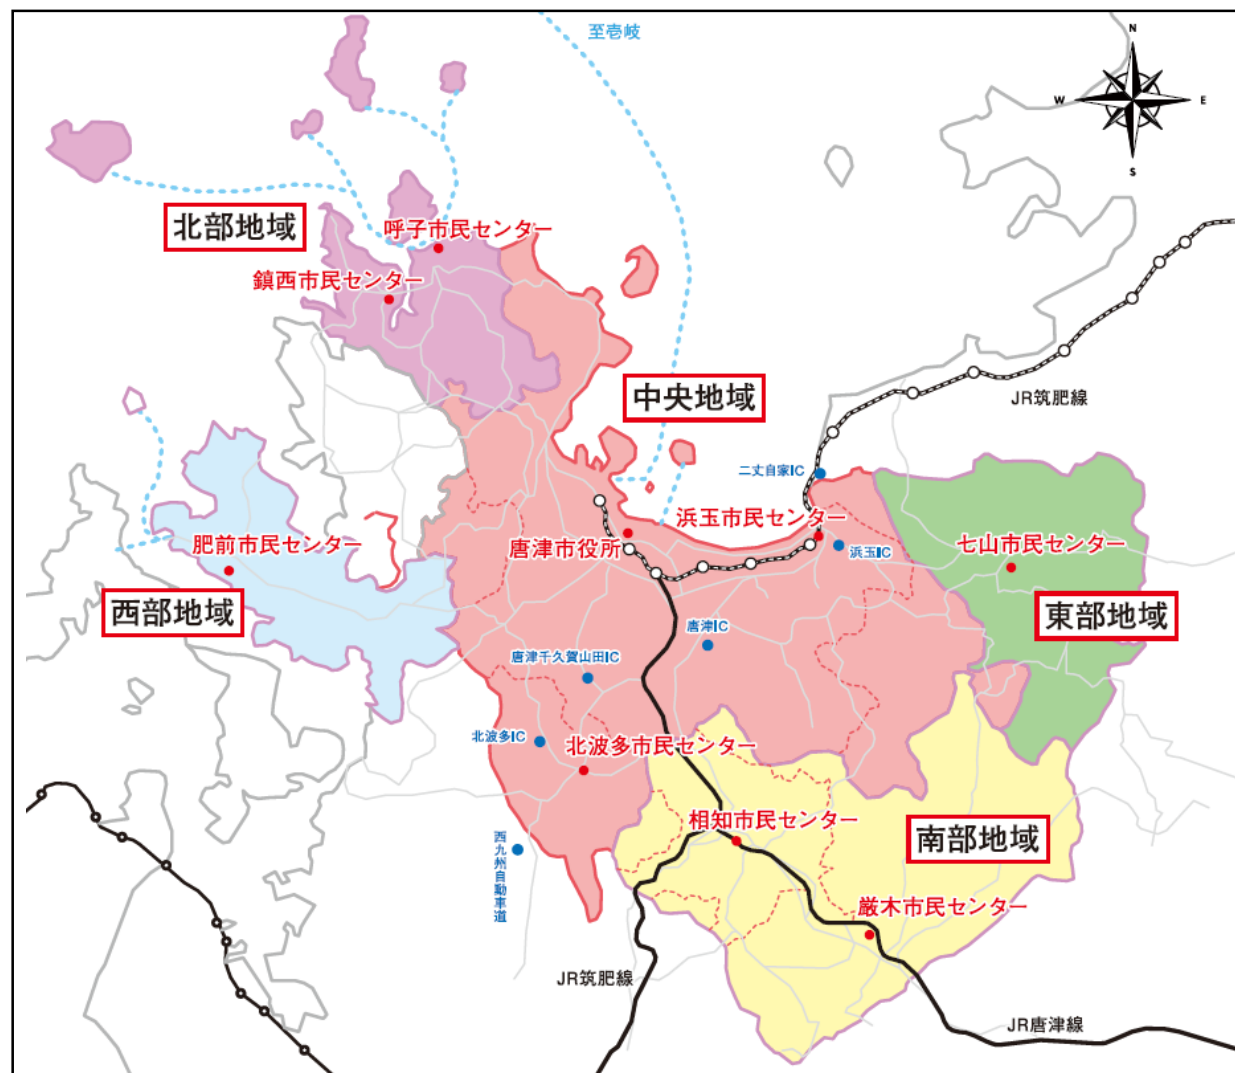 至壱岐
N
W
E
S
北部地域
呼子市民センター
鎮西市民センター
中央地域
JR筑肥線
二丈自家IC
浜玉市民センター
唐津市役所
浜玉IC
七山市民センター
肥前市民センター
西部地域
東部地域
唐津IC
唐津千久賀山田IC
北波多IC
北波多市民センター
相知市民センター
南部地域
西九州自動車道
厳木市民センター
JR筑肥線
JR唐津線